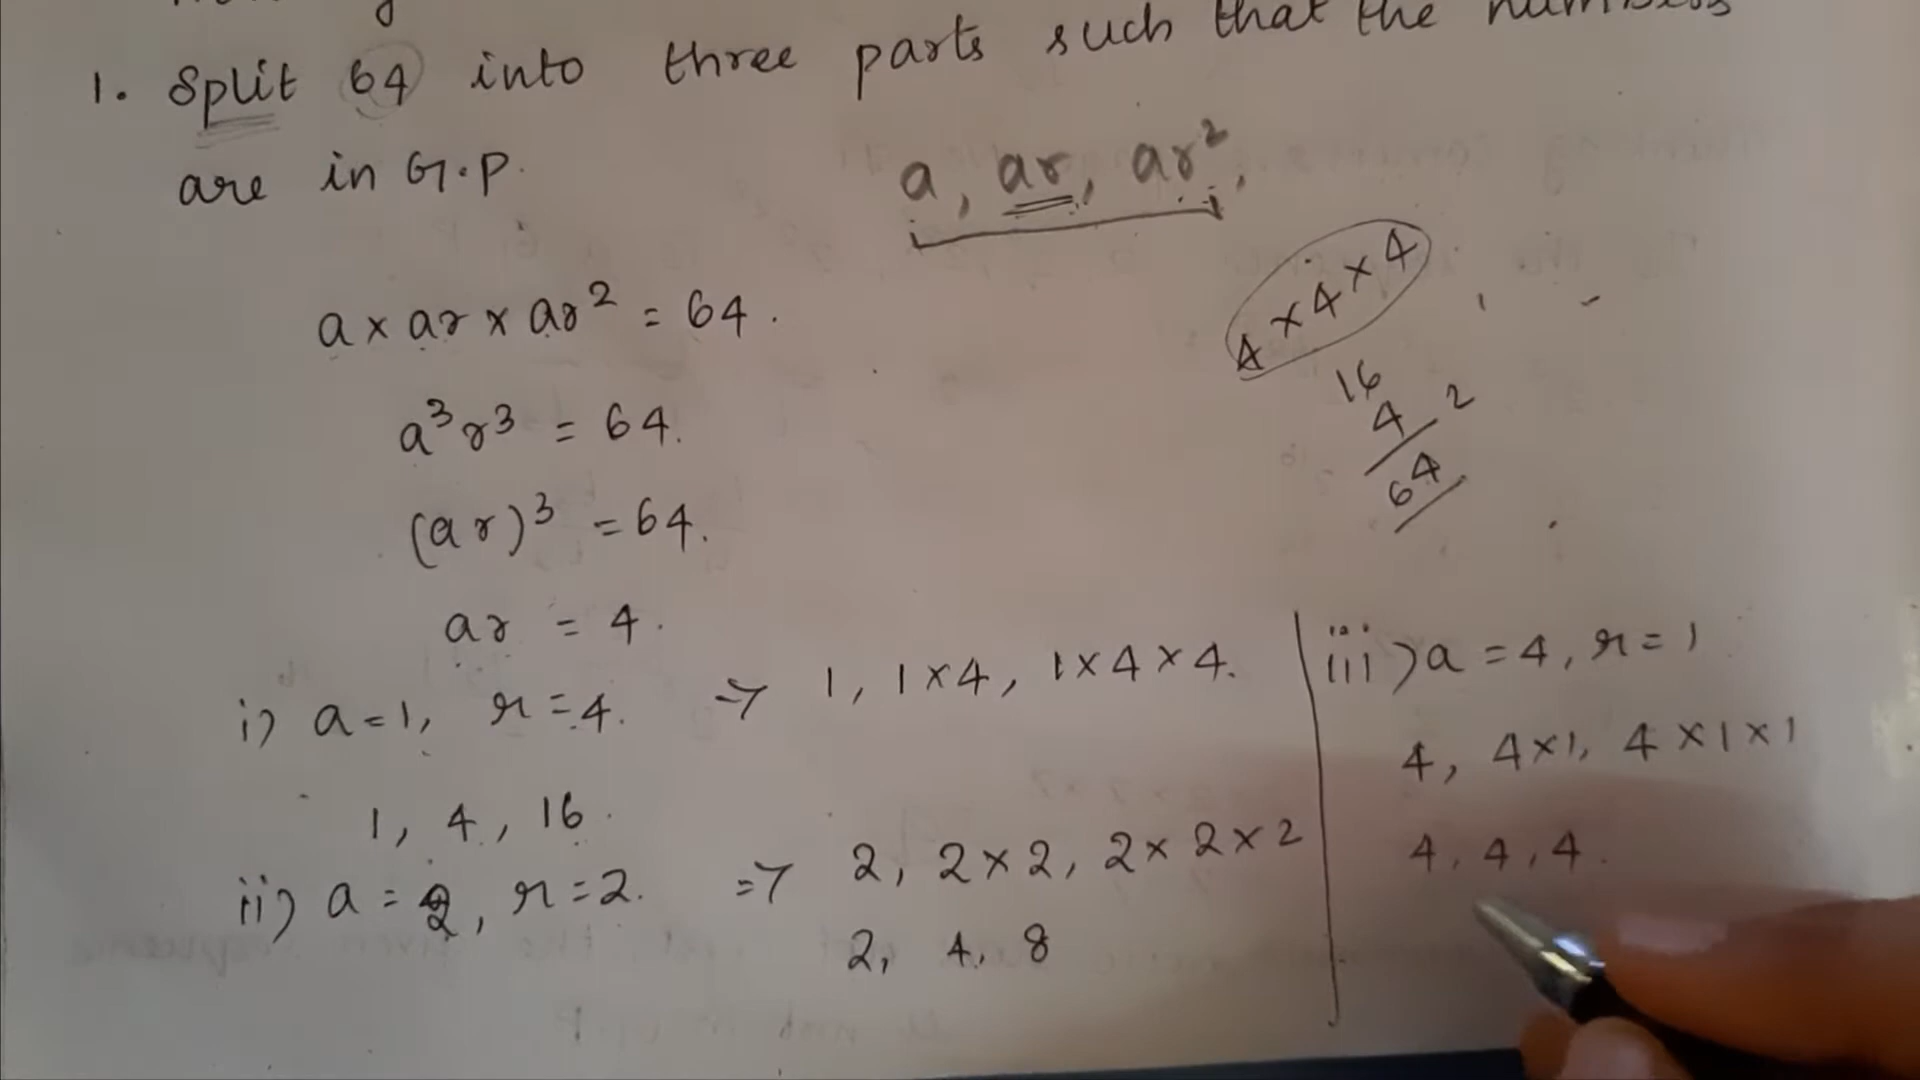 1. Split 64 into three parts such that the numbers
are in G.P.
a, ar, ar²,
a × ar × ar² = 64.
4 × 4 × 4
16
4 2
64
a³r³ = 64.
(ar)³ = 64.
ar = 4.
i) a = 1, r = 4. => 1, 1×4, 1×4×4.
1, 4, 16.
ii) a = 2, r = 2. => 2, 2×2, 2×2×2
2, 4, 8
iii) a = 4, r = 1
4, 4×1, 4×1×1
4, 4, 4.